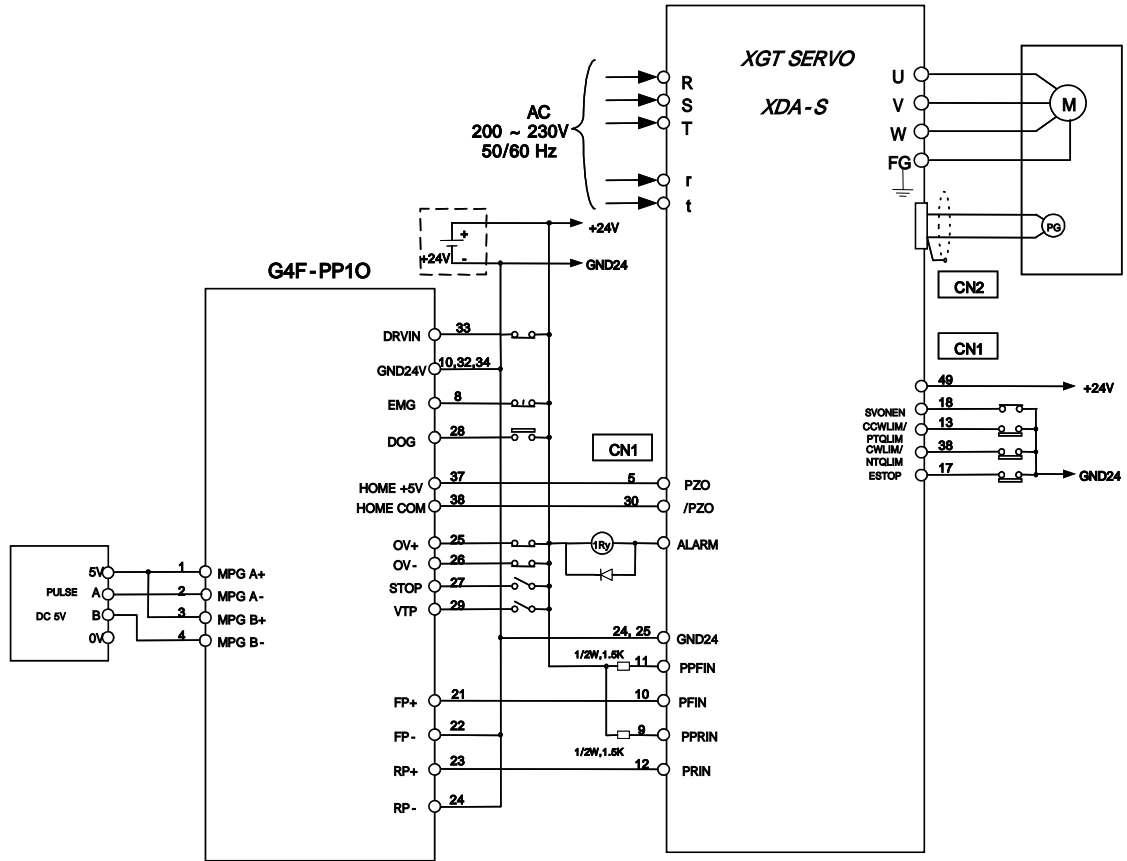 XGT SERVO
XDA-S
AC
200 ~ 230V
50/60 Hz
R
S
T
r
t
U
V
W
FG
M
PG
CN2
CN1
+
+24V
-
+24V
GND24
G4F-PP1O
DRVIN
33
GND24V
10,32,34
EMG
8
DOG
28
HOME +5V
37
HOME COM
38
OV+
25
OV-
26
STOP
27
VTP
29
FP+
21
FP-
22
RP+
23
RP-
24
CN1
5
PZO
30
/PZO
1Ry
ALARM
24, 25
GND24
1/2W,1.5K
11
PPFIN
10
PFIN
9
PPRIN
1/2W,1.5K
12
PRIN
49
+24V
SVONEN
18
CCWLIM/
PTQLIM
13
CWLIM/
NTQLIM
38
ESTOP
17
GND24
PULSE
DC 5V
5V
A
B
0V
1
MPG A+
2
MPG A-
3
MPG B+
4
MPG B-